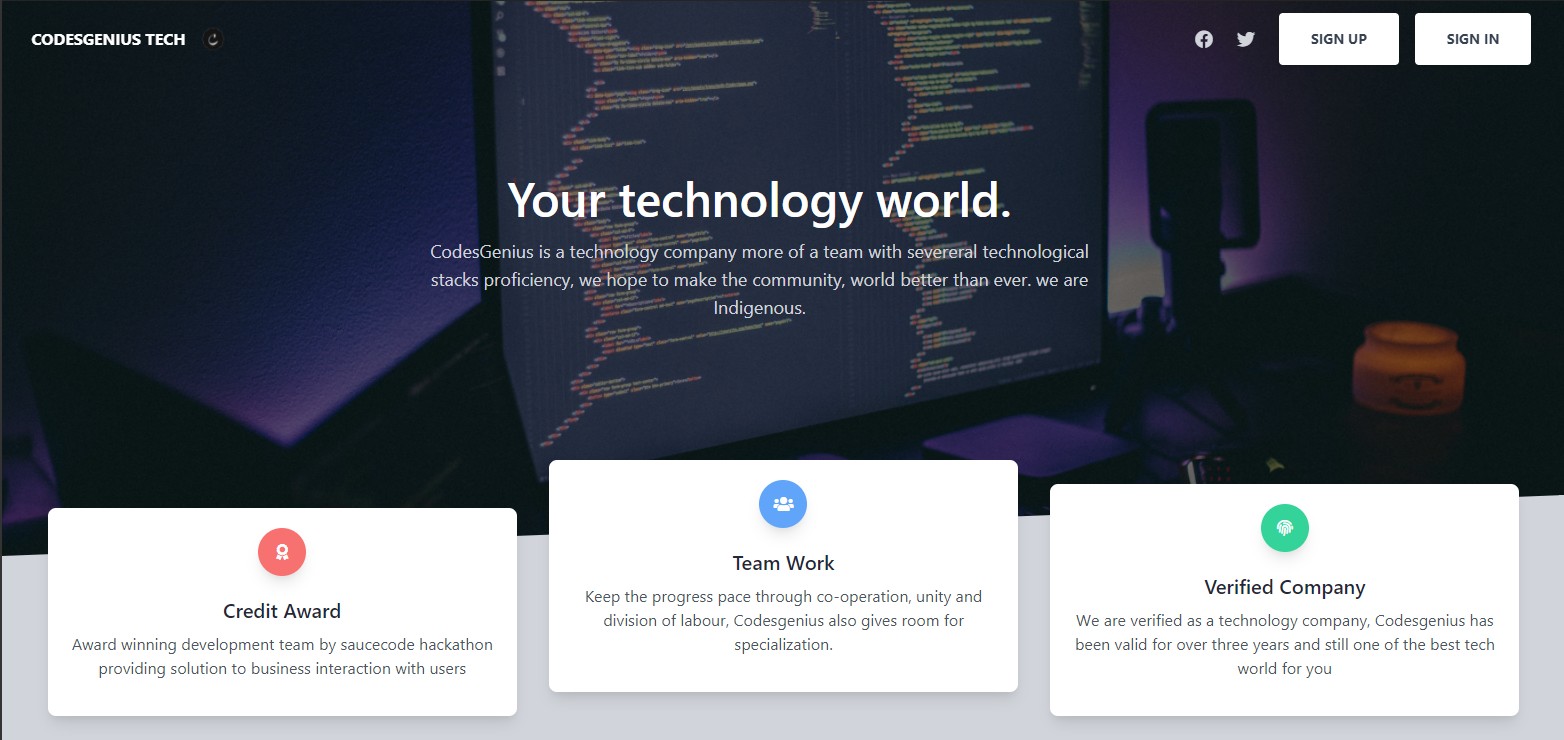 CODESGENIUS TECH
SIGN UP
SIGN IN
Your technology world.
CodesGenius is a technology company more of a team with severeral technological
stacks proficiency, we hope to make the community, world better than ever. we are
Indigenous.
Credit Award
Award winning development team by saucecode hackathon
providing solution to business interaction with users
Team Work
Keep the progress pace through co-operation, unity and
division of labour, Codesgenius also gives room for
specialization.
Verified Company
We are verified as a technology company, Codesgenius has
been valid for over three years and still one of the best tech
world for you